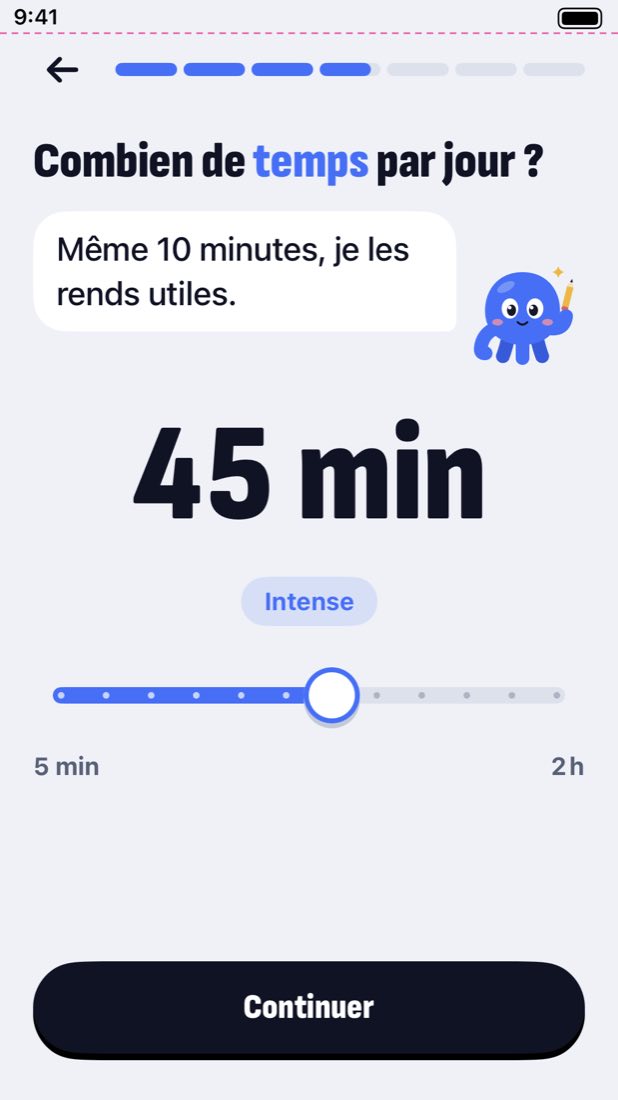 9:41
Combien de temps par jour ?
Même 10 minutes, je les
rends utiles.
45 min
Intense
5 min
2 h
Continuer